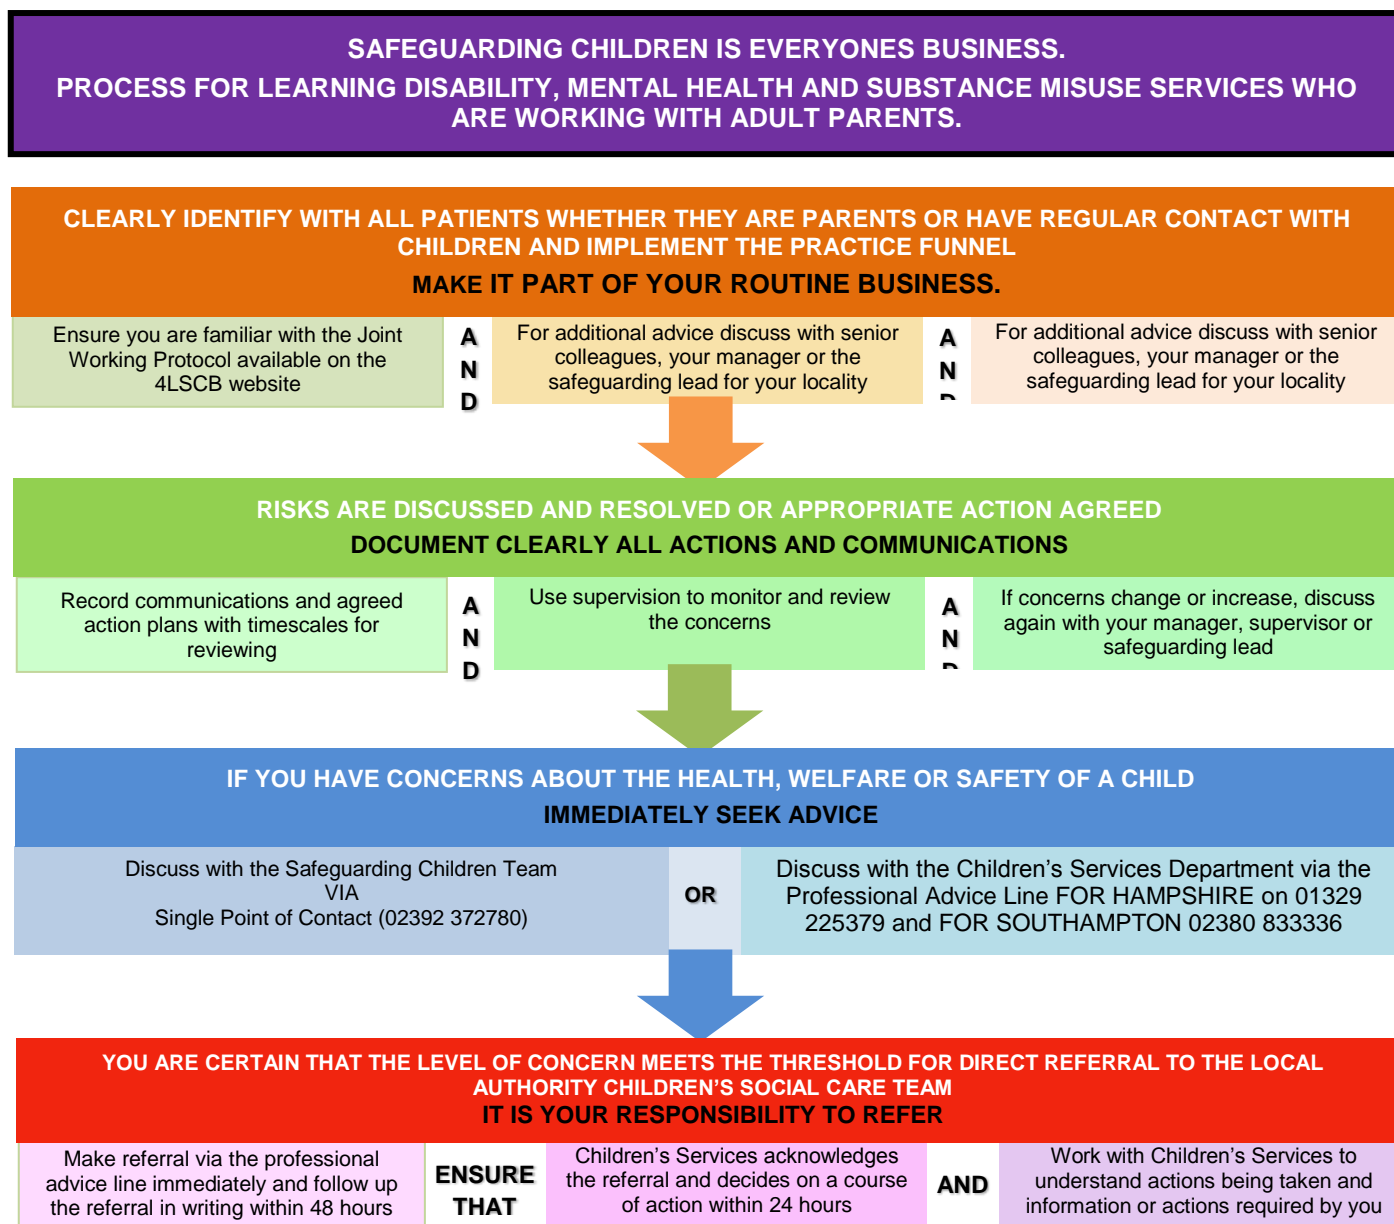 SAFEGUARDING CHILDREN IS EVERYONES BUSINESS.
PROCESS FOR LEARNING DISABILITY, MENTAL HEALTH AND SUBSTANCE MISUSE SERVICES WHO
ARE WORKING WITH ADULT PARENTS.
CLEARLY IDENTIFY WITH ALL PATIENTS WHETHER THEY ARE PARENTS OR HAVE REGULAR CONTACT WITH
CHILDREN AND IMPLEMENT THE PRACTICE FUNNEL
MAKE IT PART OF YOUR ROUTINE BUSINESS.
Ensure you are familiar with the Joint
Working Protocol available on the
4LSCB website
A
N
D
For additional advice discuss with senior
colleagues, your manager or the
safeguarding lead for your locality
A
N
D
For additional advice discuss with senior
colleagues, your manager or the
safeguarding lead for your locality
RISKS ARE DISCUSSED AND RESOLVED OR APPROPRIATE ACTION AGREED
DOCUMENT CLEARLY ALL ACTIONS AND COMMUNICATIONS
Record communications and agreed
action plans with timescales for
reviewing
A
N
D
Use supervision to monitor and review
the concerns
A
N
D
If concerns change or increase, discuss
again with your manager, supervisor or
safeguarding lead
IF YOU HAVE CONCERNS ABOUT THE HEALTH, WELFARE OR SAFETY OF A CHILD
IMMEDIATELY SEEK ADVICE
Discuss with the Safeguarding Children Team
VIA
Single Point of Contact (02392 372780)
OR
Discuss with the Children’s Services Department via the
Professional Advice Line FOR HAMPSHIRE on 01329
225379 and FOR SOUTHAMPTON 02380 833336
YOU ARE CERTAIN THAT THE LEVEL OF CONCERN MEETS THE THRESHOLD FOR DIRECT REFERRAL TO THE LOCAL
AUTHORITY CHILDREN’S SOCIAL CARE TEAM
IT IS YOUR RESPONSIBILITY TO REFER
Make referral via the professional
advice line immediately and follow up
the referral in writing within 48 hours
ENSURE
THAT
Children’s Services acknowledges
the referral and decides on a course
of action within 24 hours
AND
Work with Children’s Services to
understand actions being taken and
information or actions required by you